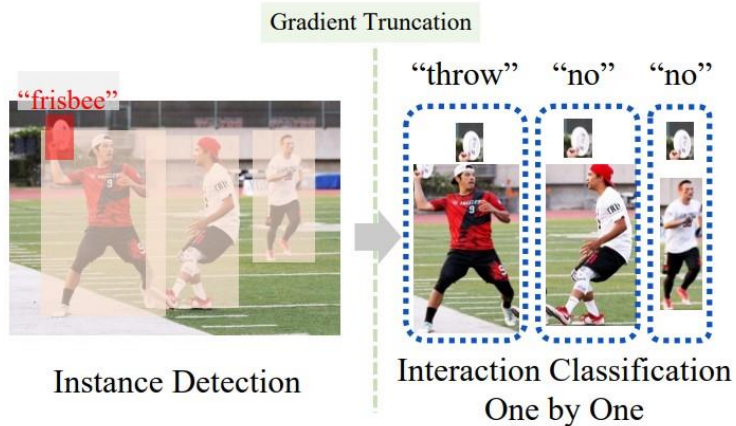 Gradient Truncation
“throw” “no” “no”
“frisbee”
Instance Detection
Interaction Classification
One by One